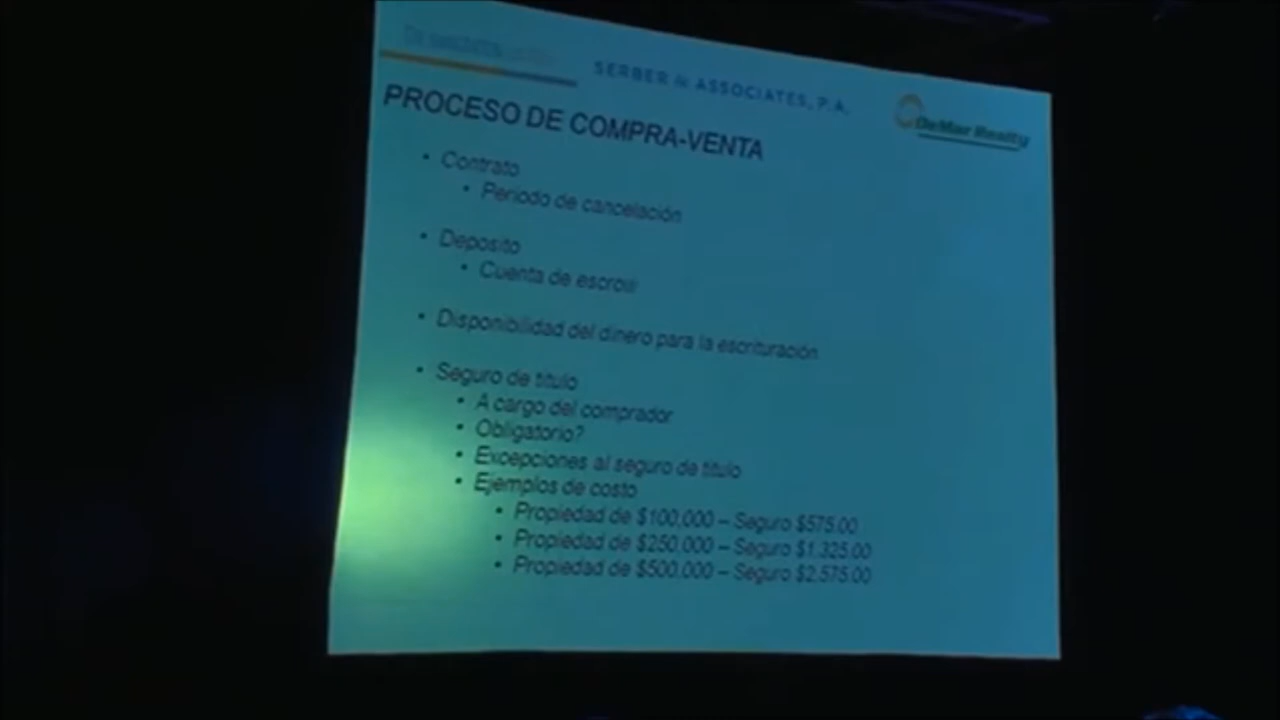 SERBER & ASSOCIATES, P.A.
DeMar Realty
PROCESO DE COMPRA-VENTA
• Contrato
• Periodo de cancelación
• Deposito
• Cuenta de escrow
• Disponibilidad del dinero para la escrituración
• Seguro de titulo
• A cargo del comprador
• Obligatorio?
• Excepciones al seguro de titulo
• Ejemplos de costo
• Propiedad de $100,000 – Seguro $575.00
• Propiedad de $250,000 – Seguro $1,325.00
• Propiedad de $500,000 – Seguro $2,575.00